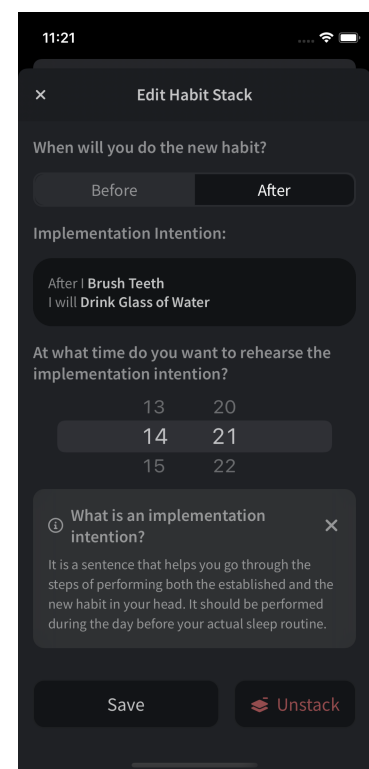 11:21
Edit Habit Stack
When will you do the new habit?
Before After
Implementation Intention:
After I Brush Teeth
I will Drink Glass of Water
At what time do you want to rehearse the
implementation intention?
13 20
14 21
15 22
What is an implementation
intention?
It is a sentence that helps you go through the
steps of performing both the established and the
new habit in your head. It should be performed
during the day before your actual sleep routine.
Save Unstack